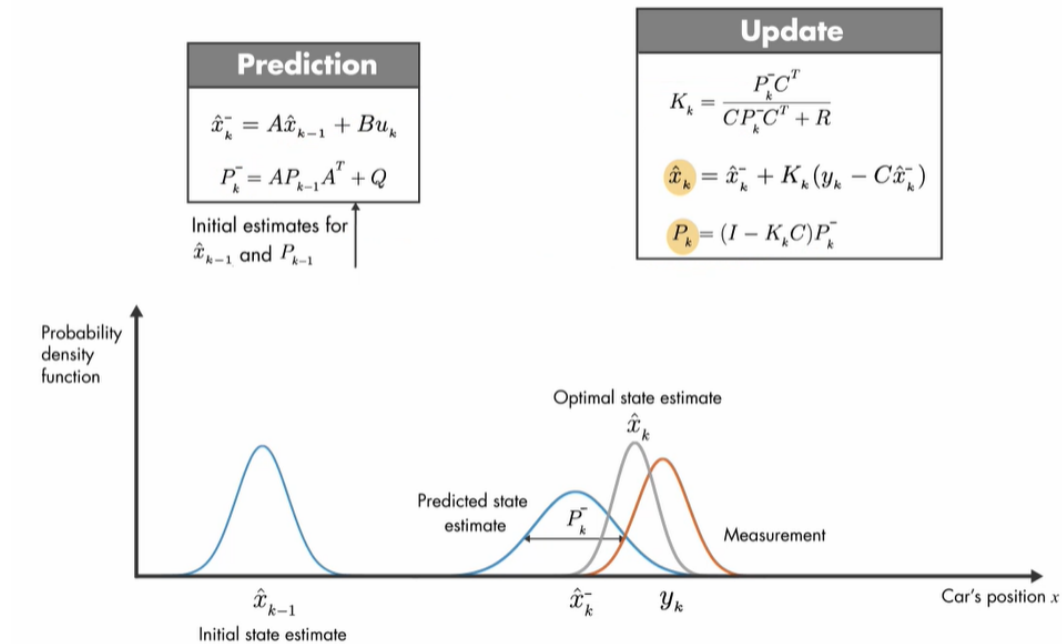 Prediction
x̂ₖ⁻ = Ax̂ₖ₋₁ + Buₖ
Pₖ⁻ = APₖ₋₁Aᵀ + Q
Initial estimates for
x̂ₖ₋₁ and Pₖ₋₁
Update
Kₖ = Pₖ⁻Cᵀ / CPₖ⁻Cᵀ + R
x̂ₖ = x̂ₖ⁻ + Kₖ(yₖ − Cx̂ₖ⁻)
Pₖ = (I − KₖC)Pₖ⁻
Probability
density
function
Optimal state estimate
x̂ₖ
Predicted state
estimate
Pₖ⁻
Measurement
x̂ₖ₋₁
x̂ₖ⁻
yₖ
Car's position x
Initial state estimate